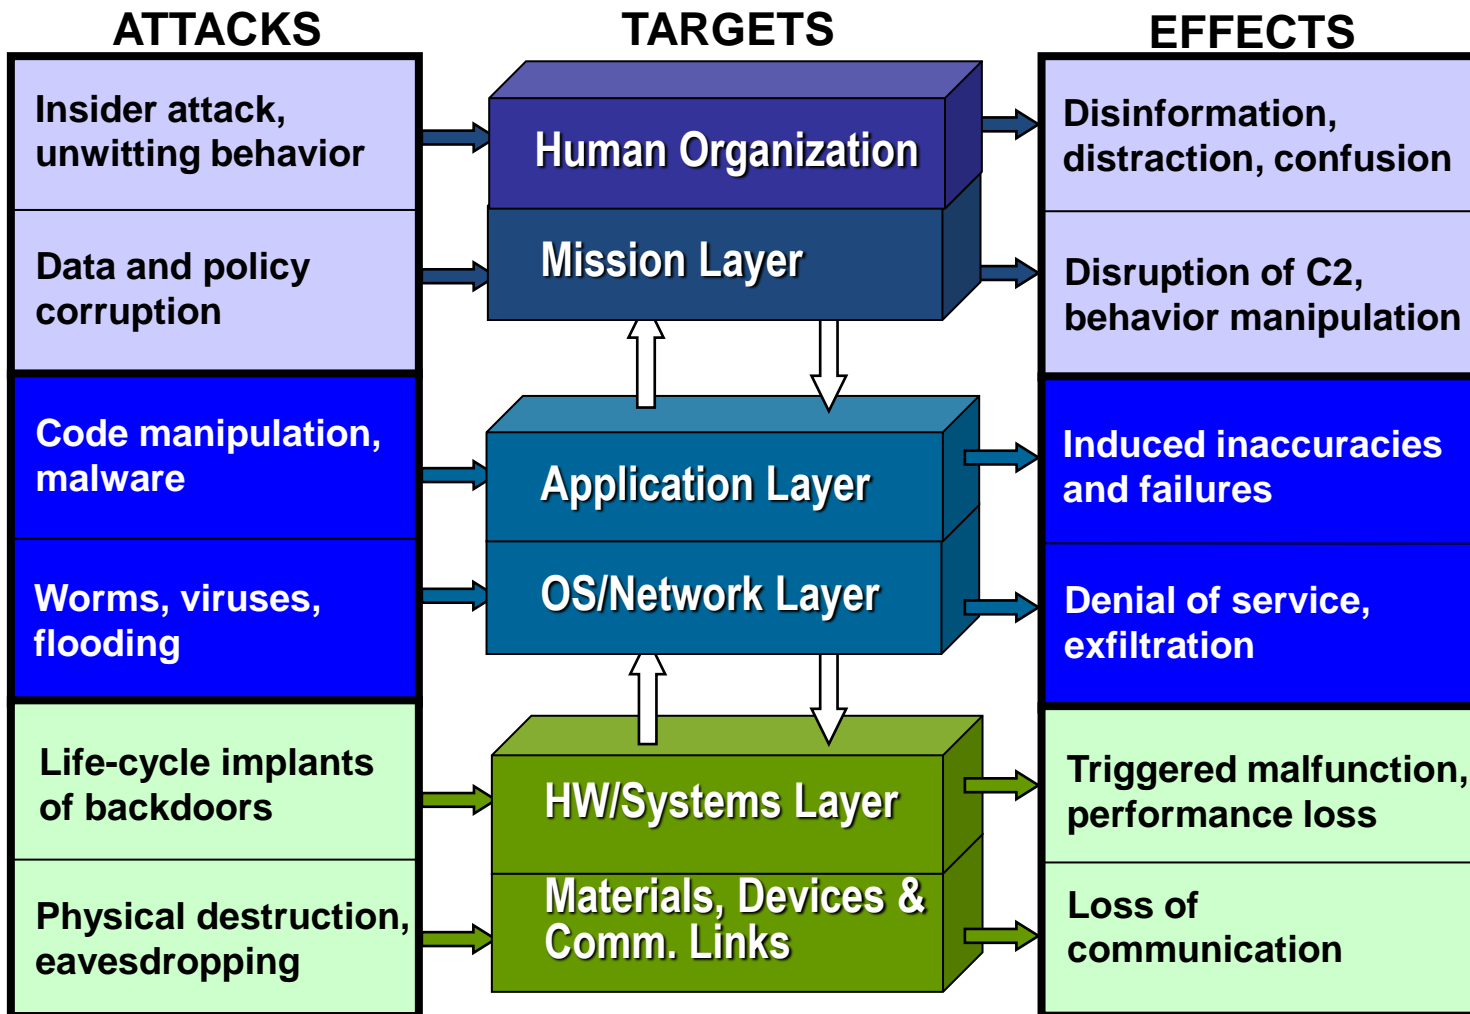 ATTACKS
TARGETS
EFFECTS
Insider attack,
unwitting behavior
Human Organization
Disinformation,
distraction, confusion
Data and policy
corruption
Mission Layer
Disruption of C2,
behavior manipulation
Code manipulation,
malware
Application Layer
Induced inaccuracies
and failures
Worms, viruses,
flooding
OS/Network Layer
Denial of service,
exfiltration
Life-cycle implants
of backdoors
HW/Systems Layer
Triggered malfunction,
performance loss
Physical destruction,
eavesdropping
Materials, Devices &
Comm. Links
Loss of
communication